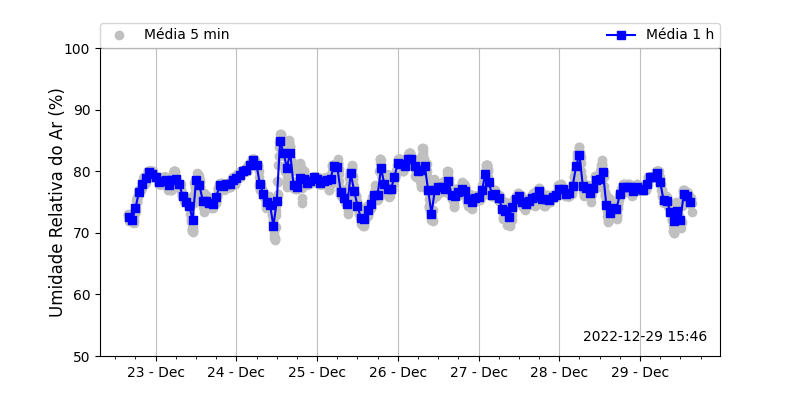 Média 5 min
Média 1 h
Umidade Relativa do Ar (%)
100
90
80
70
60
50
2022-12-29 15:46
23 - Dec
24 - Dec
25 - Dec
26 - Dec
27 - Dec
28 - Dec
29 - Dec